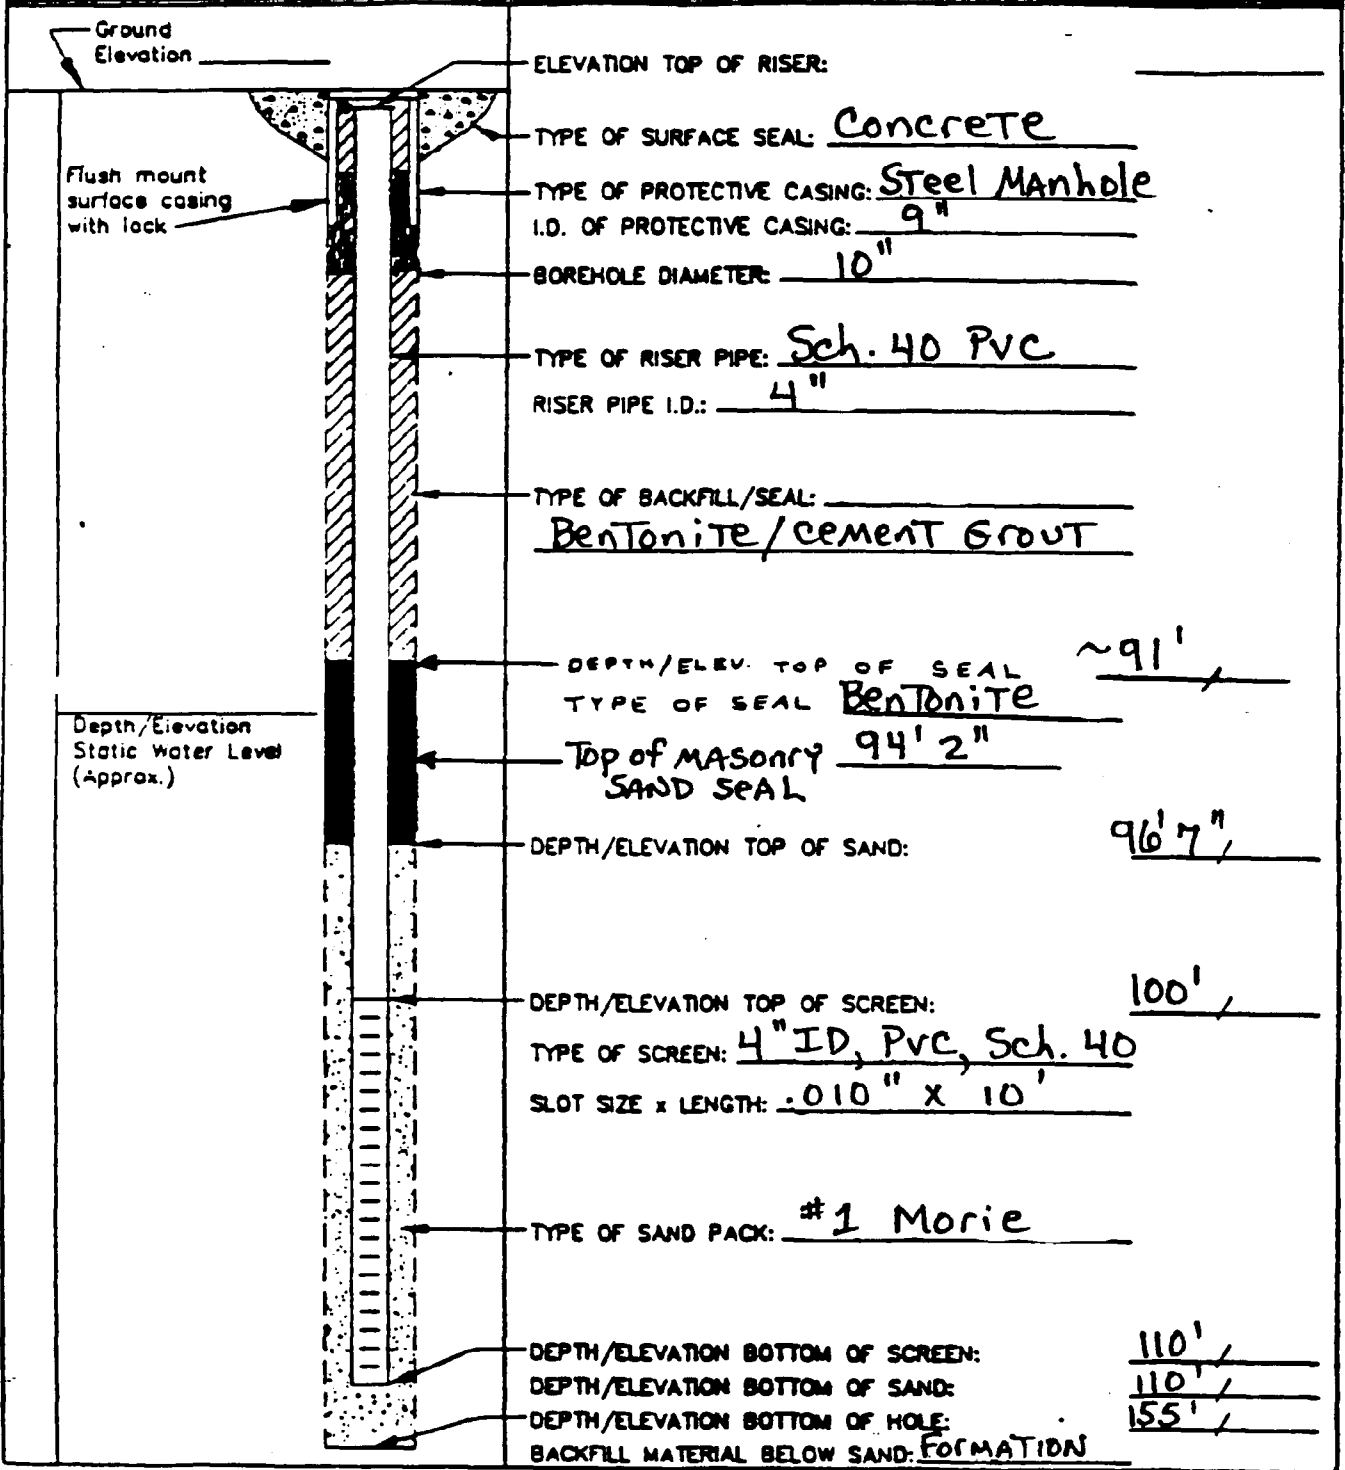 Ground
Elevation
ELEVATION TOP OF RISER:
TYPE OF SURFACE SEAL: ConcreTe
Flush mount
surface casing
with lock
TYPE OF PROTECTIVE CASING: STeel MAnhole
I.D. OF PROTECTIVE CASING: 9"
BOREHOLE DIAMETER: 10"
TYPE OF RISER PIPE: Sch. 40 PVC
RISER PIPE I.D.: 4"
TYPE OF BACKFILL/SEAL:
BenToniTe/cemenT GrouT
DEPTH/ELEV. TOP OF SEAL ~91' /
TYPE OF SEAL BenToniTe
Depth/Elevation
Static Water Level
(Approx.)
Top of MASonry 94' 2"
SAND SeAL
DEPTH/ELEVATION TOP OF SAND: 96' 7" /
DEPTH/ELEVATION TOP OF SCREEN: 100' /
TYPE OF SCREEN: 4" ID, PVC, Sch. 40
SLOT SIZE x LENGTH: .010" X 10'
TYPE OF SAND PACK: #1 Morie
DEPTH/ELEVATION BOTTOM OF SCREEN: 110' /
DEPTH/ELEVATION BOTTOM OF SAND: 110' /
DEPTH/ELEVATION BOTTOM OF HOLE: 155' /
BACKFILL MATERIAL BELOW SAND: FOrMATION